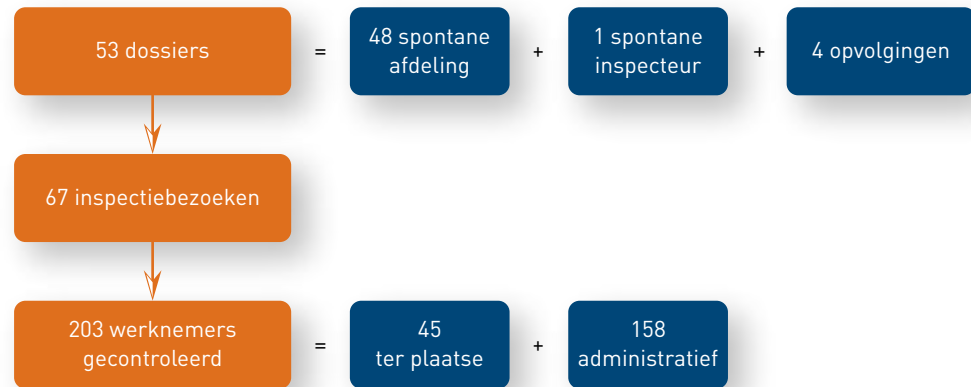 53 dossiers
=
48 spontane
afdeling
+
1 spontane
inspecteur
+
4 opvolgingen
67 inspectiebezoeken
203 werknemers
gecontroleerd
=
45
ter plaatse
+
158
administratief